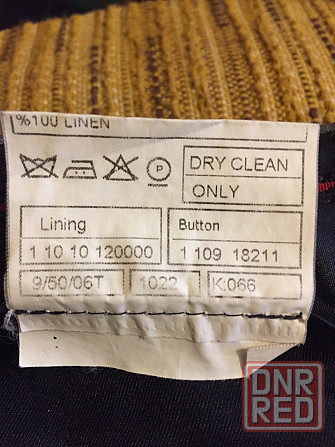 %100 LINEN
P
DRY CLEAN
ONLY
Lining
1 10 10 120000
Button
1 109 18211
9/50/06T
1022
K:066
DNR
RED